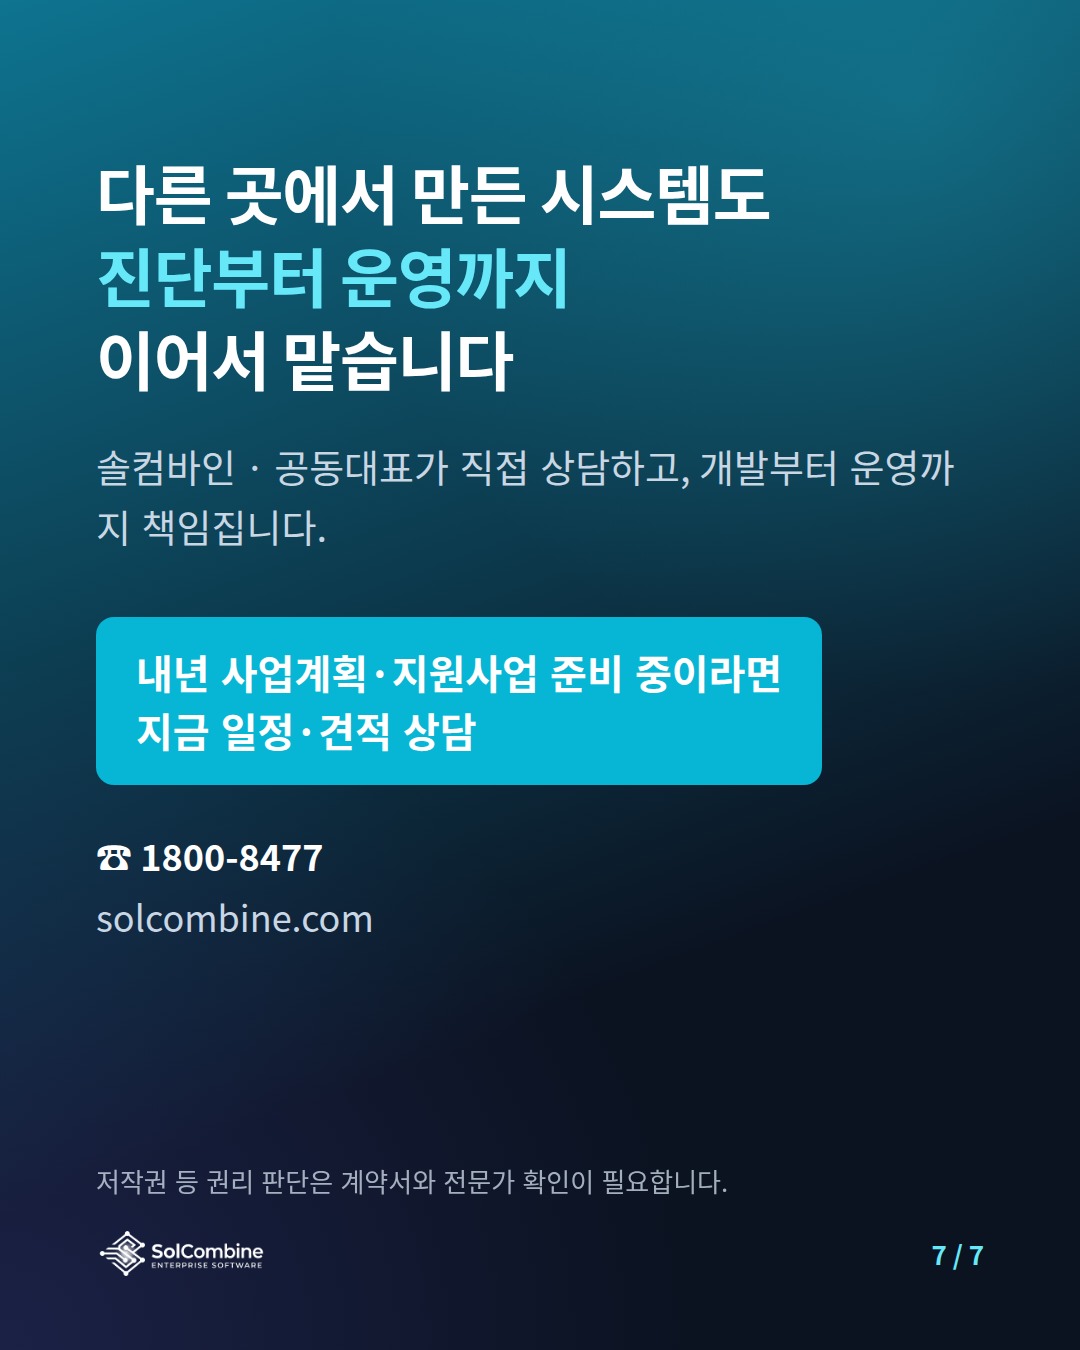 다른 곳에서 만든 시스템도
진단부터 운영까지
이어서 맡습니다
솔컴바인 · 공동대표가 직접 상담하고, 개발부터 운영까
지 책임집니다.
내년 사업계획·지원사업 준비 중이라면
지금 일정·견적 상담
☎ 1800-8477
solcombine.com
저작권 등 권리 판단은 계약서와 전문가 확인이 필요합니다.
SolCombine
ENTERPRISE SOFTWARE
7 / 7